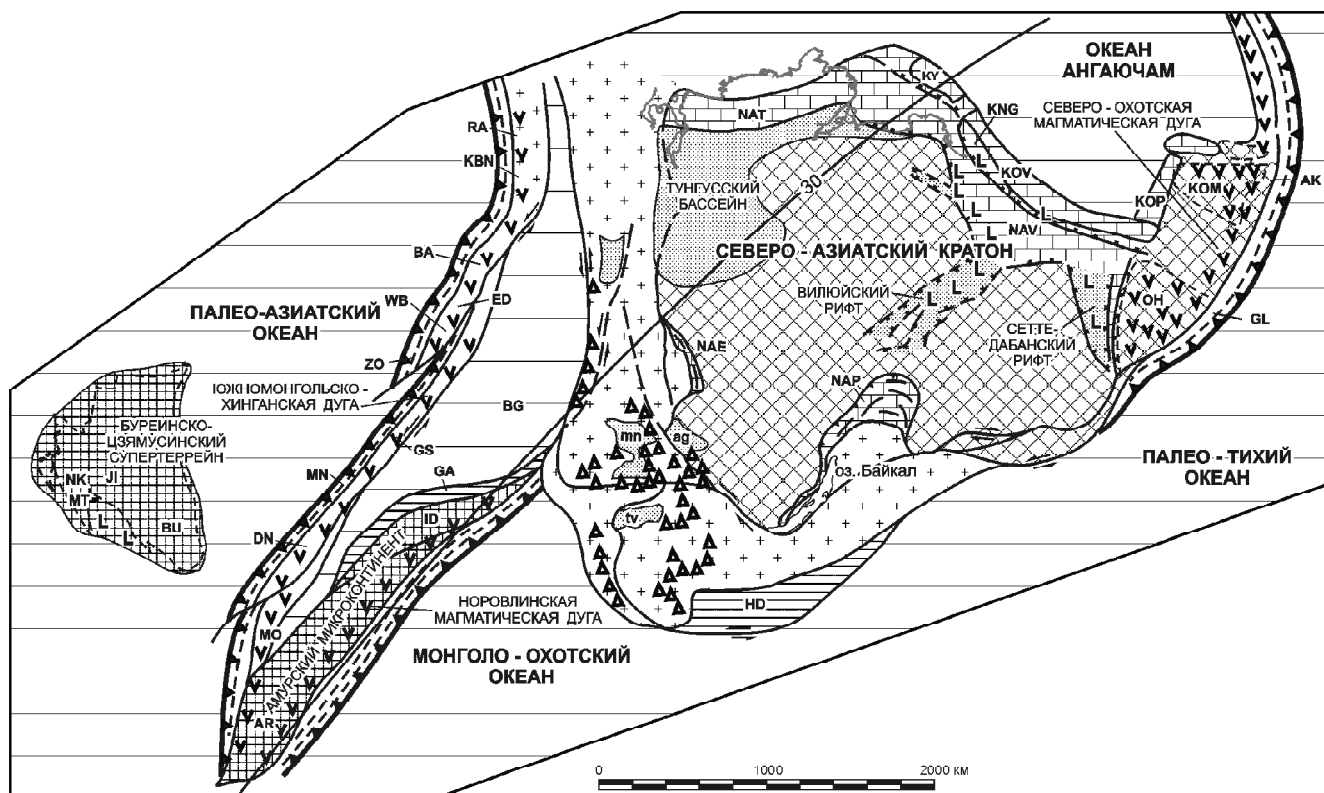 ОКЕАН
АНГАЮЧАМ
KY
KNG
СЕВЕРО - ОХОТСКАЯ
МАГМАТИЧЕСКАЯ ДУГА
NAT
RA
KBN
ТУНГУССКИЙ
БАССЕЙН
30
KOV
KOP
KOM
AK
NAV
СЕВЕРО - АЗИАТСКИЙ КРАТОН
BA
WB
ED
ВИЛЮЙСКИЙ
РИФТ
L
L
L
L
L
L
L
L
L
L
L
L
OH
GL
ПАЛЕО-АЗИАТСКИЙ
ОКЕАН
СЕТТЕ-
ДАБАНСКИЙ
РИФТ
ZO
NAE
NAP
ЮЖНОМОНГОЛЬСКО-
ХИНГАНСКАЯ ДУГА
BG
БУРЕИНСКО-
ЦЗЯМУСИНСКИЙ
СУПЕРТЕРРЕЙН
mn
ag
GS
GA
MN
оз. Байкал
ПАЛЕО - ТИХИЙ
ОКЕАН
NK
JI
MT
L
L
BU
ID
tv
DN
АМУРСКИЙ МИКРОКОНТИНЕНТ
НОРОВЛИНСКАЯ
МАГМАТИЧЕСКАЯ ДУГА
HD
MO
МОНГОЛО - ОХОТСКИЙ
ОКЕАН
AR
0 1000 2000 км